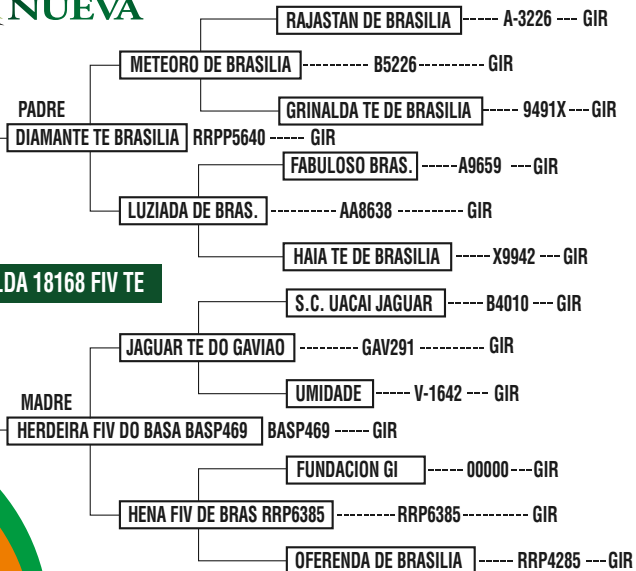 NUEVA
RAJASTAN DE BRASILIA ----- A-3226 --- GIR
METEORO DE BRASILIA ---------- B5226 ---------- GIR
GRINALDA TE DE BRASILIA ----- 9491X --- GIR
PADRE
DIAMANTE TE BRASILIA RRPP5640 ----- GIR
FABULOSO BRAS. ----- A9659 --- GIR
LUZIADA DE BRAS. ---------- AA8638 ---------- GIR
HAIA TE DE BRASILIA ----- X9942 --- GIR
LDA 18168 FIV TE
S.C. UACAI JAGUAR ----- B4010 --- GIR
JAGUAR TE DO GAVIAO --------- GAV291 ---------- GIR
UMIDADE ----- V-1642 --- GIR
MADRE
HERDEIRA FIV DO BASA BASP469 BASP469 ----- GIR
FUNDACION GI ----- 00000 --- GIR
HENA FIV DE BRAS RRP6385 --------- RRP6385 ---------- GIR
OFERENDA DE BRASILIA ----- RRP4285 --- GIR